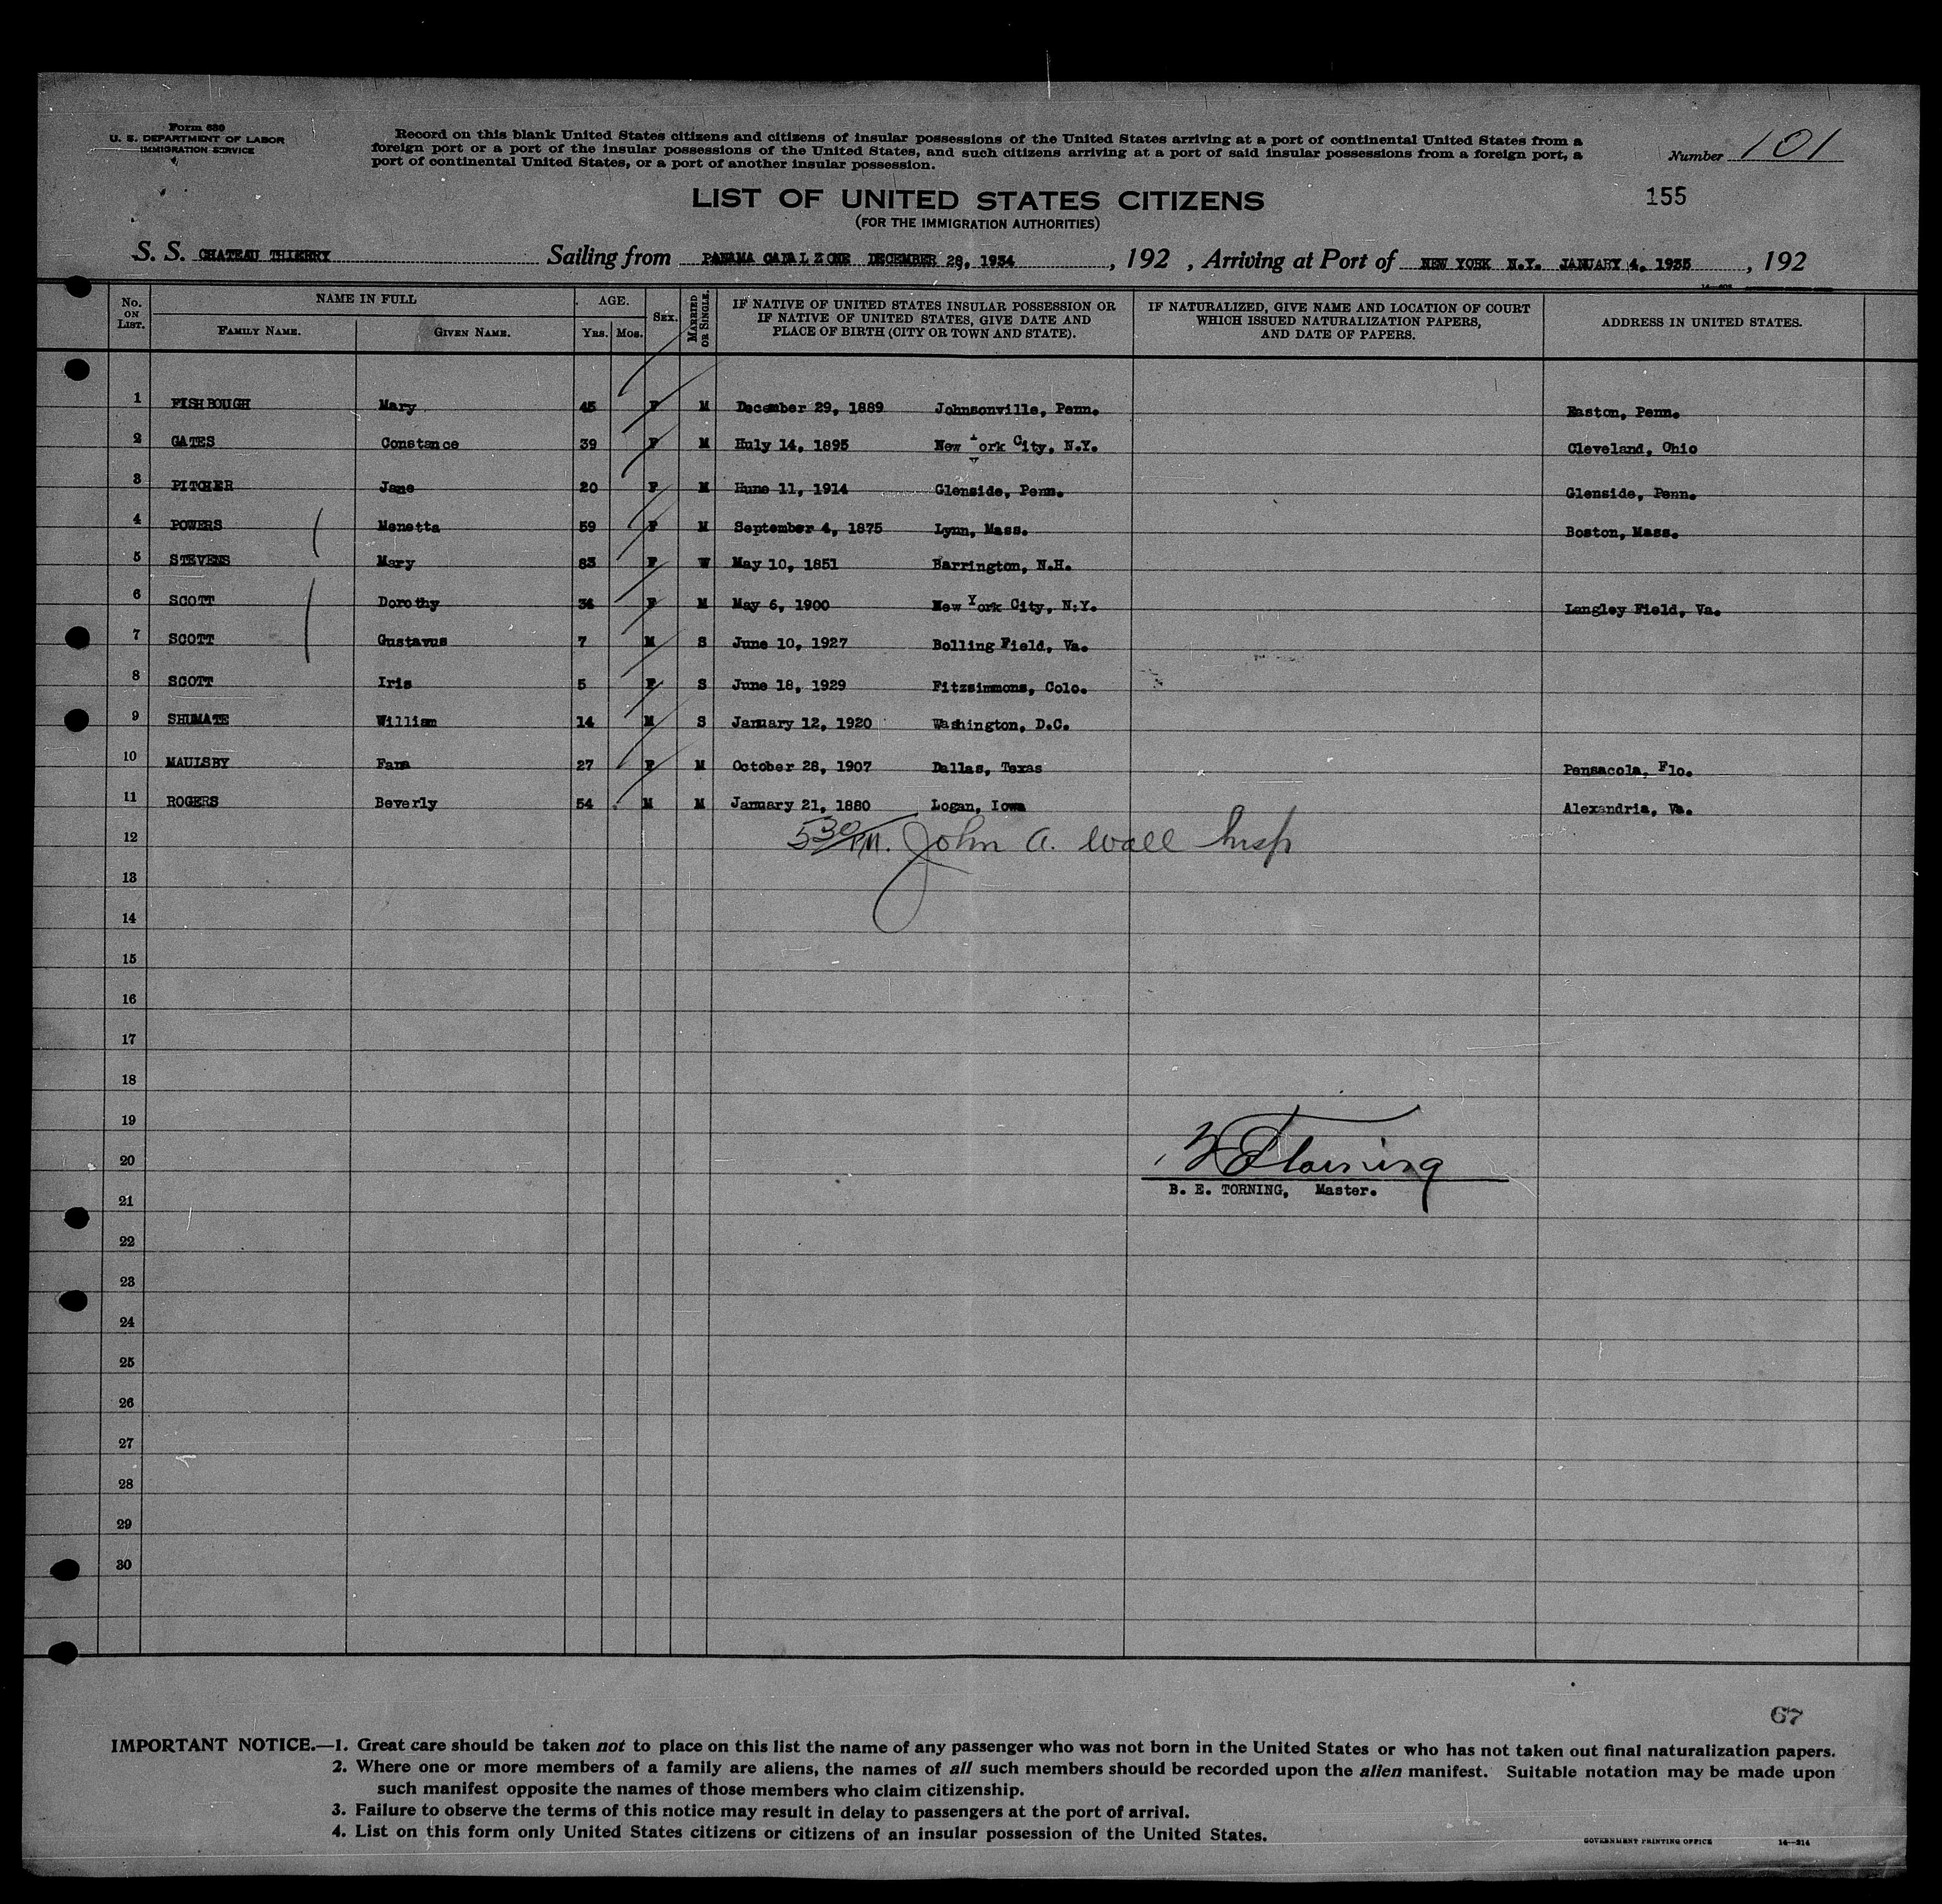 Form 630
U. S. DEPARTMENT OF LABOR
IMMIGRATION SERVICE
Record on this blank United States citizens and citizens of insular possessions of the United States arriving at a port of continental United States from a
foreign port or a port of the insular possessions of the United States, and such citizens arriving at a port of said insular possessions from a foreign port, a
port of continental United States, or a port of another insular possession.
Number 101
155
LIST OF UNITED STATES CITIZENS
(FOR THE IMMIGRATION AUTHORITIES)
S. S. CHATEAU THIERRY Sailing from PANAMA CANAL ZONE DECEMBER 28, 1934, 192 , Arriving at Port of NEW YORK N.Y. JANUARY 4, 1935, 192
No. ON LIST. NAME IN FULL FAMILY NAME. GIVEN NAME. AGE. YRS. MOS. SEX. MARRIED OR SINGLE. IF NATIVE OF UNITED STATES INSULAR POSSESSION OR IF NATIVE OF UNITED STATES, GIVE DATE AND PLACE OF BIRTH (CITY OR TOWN AND STATE). IF NATURALIZED, GIVE NAME AND LOCATION OF COURT WHICH ISSUED NATURALIZATION PAPERS, AND DATE OF PAPERS. ADDRESS IN UNITED STATES.
1 FISHBOUGH Mary 45 F M December 29, 1889 Johnsonville, Penn. Easton, Penn.
2 GATES Constance 39 F M Huly 14, 1895 New York City, N.Y. Cleveland, Ohio
3 PITCHER Jane 20 F M Hune 11, 1914 Glenside, Penn. Glenside, Penn.
4 POWERS Menetta 59 F M September 4, 1875 Lynn, Mass. Boston, Mass.
5 STEVENS Mary 83 F W May 10, 1851 Barrington, N.H.
6 SCOTT Dorothy 34 F M May 6, 1900 New York City, N.Y. Langley Field, Va.
7 SCOTT Gustavus 7 M S June 10, 1927 Bolling Field, Va.
8 SCOTT Iris 5 F S June 18, 1929 Fitzsimmons, Colo.
9 SHUMATE William 14 M S January 12, 1920 Washington, D.C.
10 MAULSBY Fara 27 F M October 28, 1907 Dallas, Texas Pensacola, Flo.
11 ROGERS Beverly 54 M M January 21, 1880 Logan, Iowa Alexandria, Va.
12 530 P.M. John A. Wall Insp
13
14
15
16
17
18
19
20
B. E. TORNING, Master.
21
22
23
24
25
26
27
28
29
30
67
IMPORTANT NOTICE.—1. Great care should be taken not to place on this list the name of any passenger who was not born in the United States or who has not taken out final naturalization papers.
2. Where one or more members of a family are aliens, the names of all such members should be recorded upon the alien manifest. Suitable notation may be made upon
such manifest opposite the names of those members who claim citizenship.
3. Failure to observe the terms of this notice may result in delay to passengers at the port of arrival.
4. List on this form only United States citizens or citizens of an insular possession of the United States.
GOVERNMENT PRINTING OFFICE 14—214